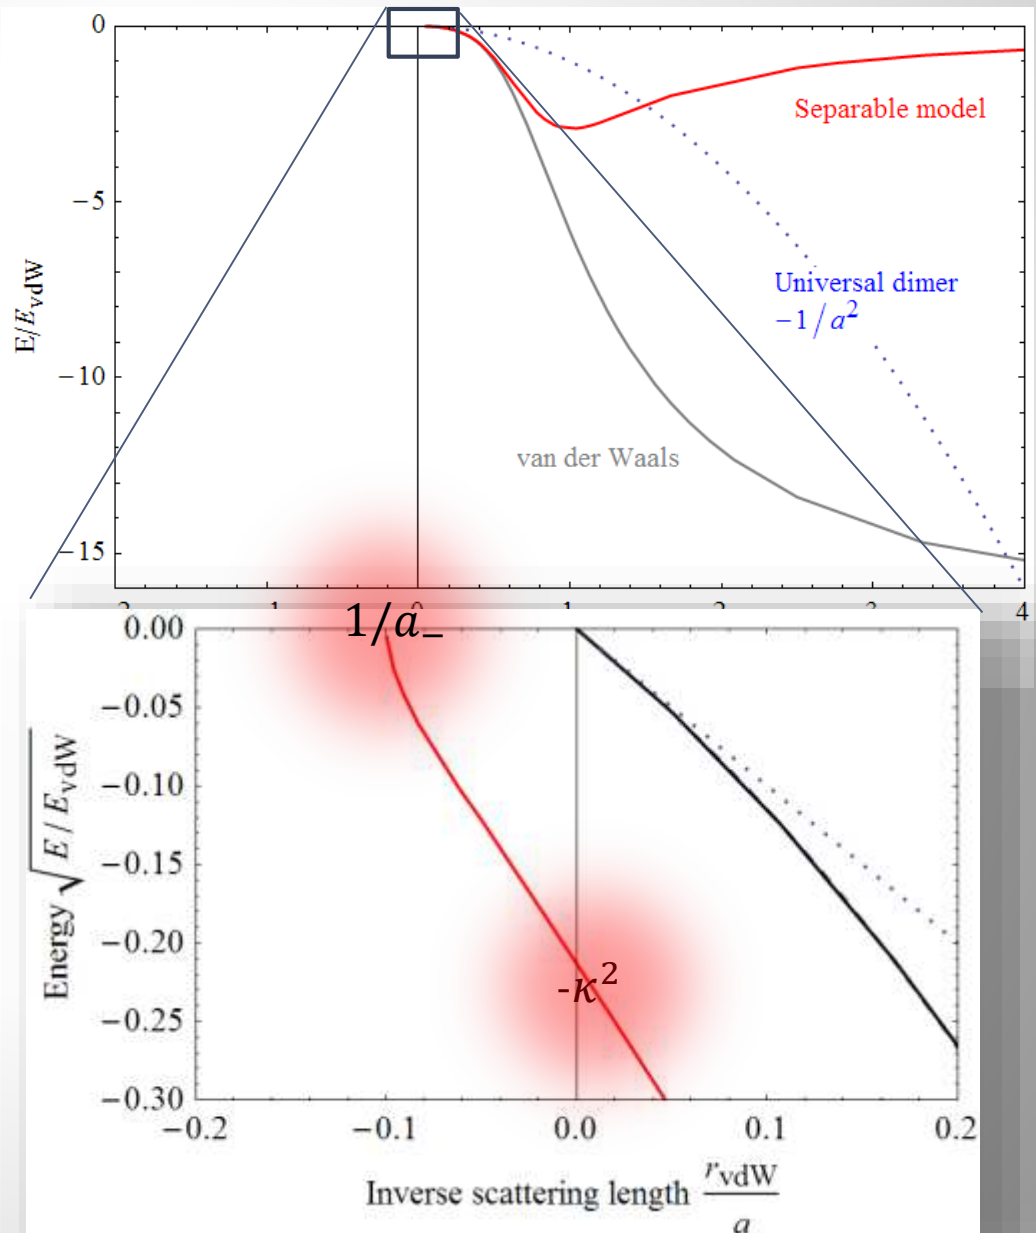 0
Separable model
−5
Universal dimer
−1/a²
E/E_vdW
−10
van der Waals
−15
0 1 2 3 4
1/a₋
0.00
−0.05
−0.10
−0.15
-κ²
−0.20
−0.25
−0.30
Energy √E/E_vdW
−0.2 −0.1 0.0 0.1 0.2
Inverse scattering length r_vdW/a